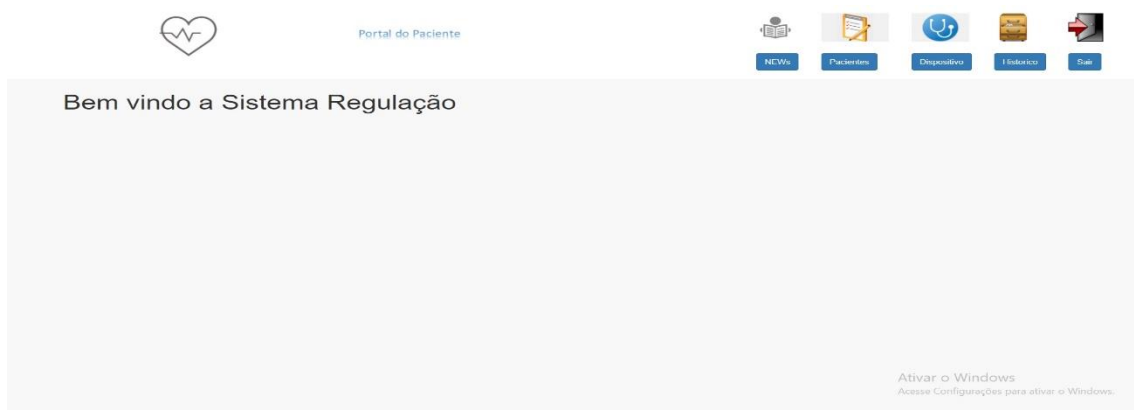 Portal do Paciente
NEWs
Pacientes
Dispositivo
Historico
Sair
Bem vindo a Sistema Regulação
Ativar o Windows
Acesse Configurações para ativar o Windows.